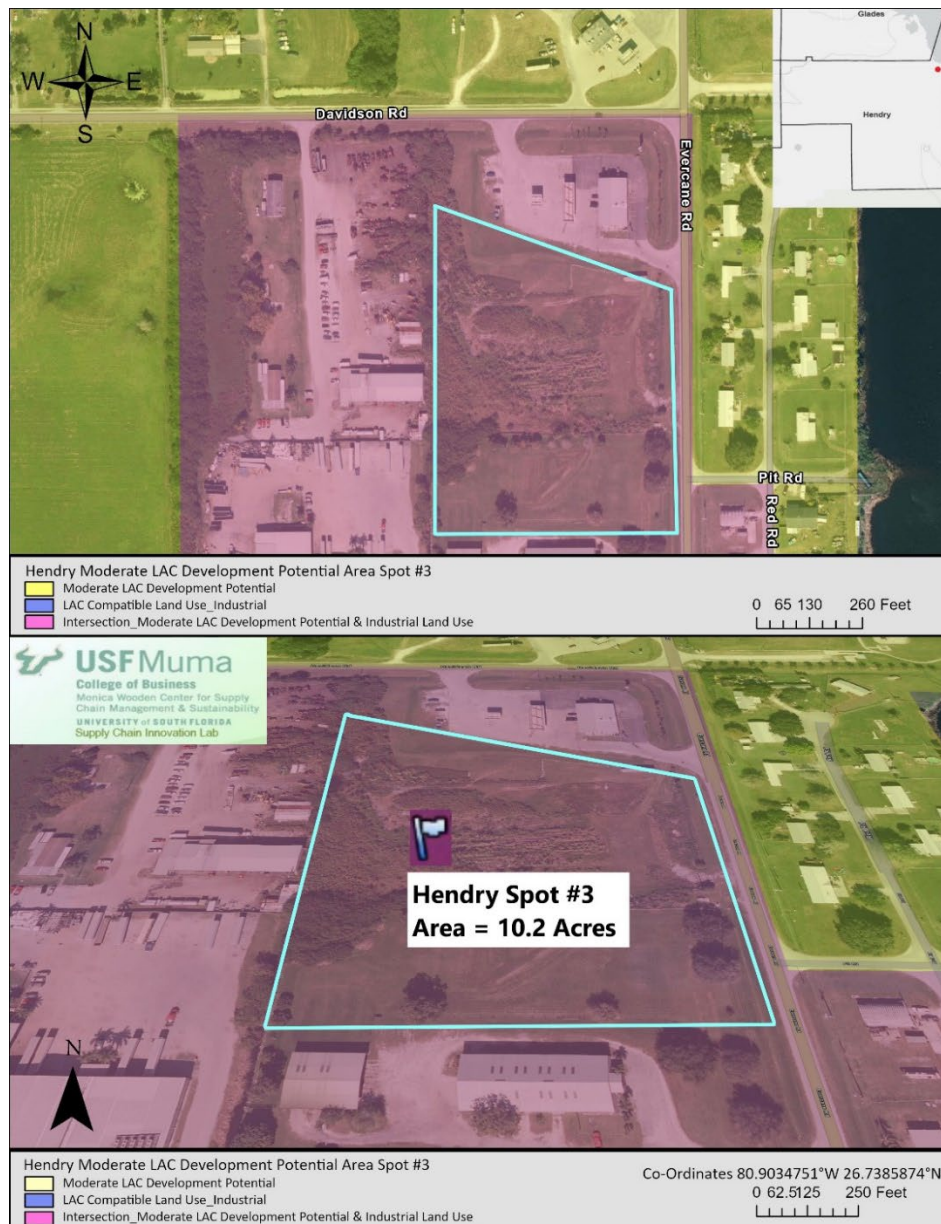 N
W E
S
Davidson Rd
Evercane Rd
Pit Rd
Red Rd
Glades
Hendry
Hendry Moderate LAC Development Potential Area Spot #3
Moderate LAC Development Potential
LAC Compatible Land Use_Industrial
Intersection_Moderate LAC Development Potential & Industrial Land Use
0 65 130 260 Feet
USF Muma
College of Business
Monica Wooden Center for Supply
Chain Management & Sustainability
UNIVERSITY of SOUTH FLORIDA
Supply Chain Innovation Lab
Hendry Spot #3
Area = 10.2 Acres
N
Hendry Moderate LAC Development Potential Area Spot #3
Moderate LAC Development Potential
LAC Compatible Land Use_Industrial
Intersection_Moderate LAC Development Potential & Industrial Land Use
Co-Ordinates 80.9034751°W 26.7385874°N
0 62.5125 250 Feet